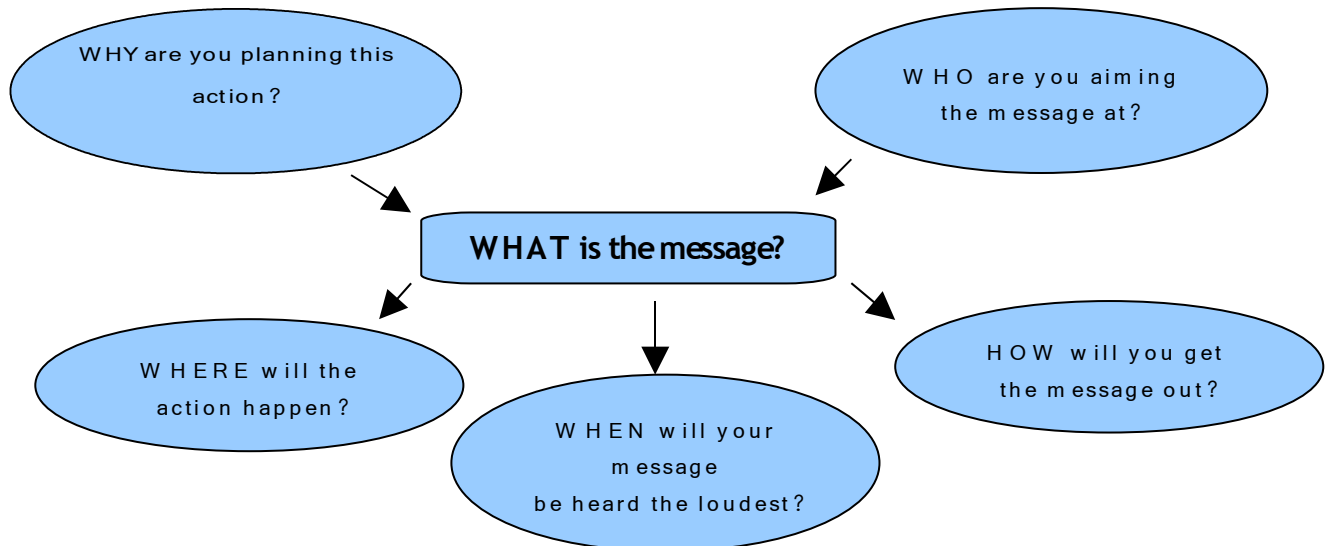 WHY are you planning this
action?
WHO are you aiming
the message at?
WHAT is the message?
WHERE will the
action happen?
WHEN will your
message
be heard the loudest?
HOW will you get
the message out?